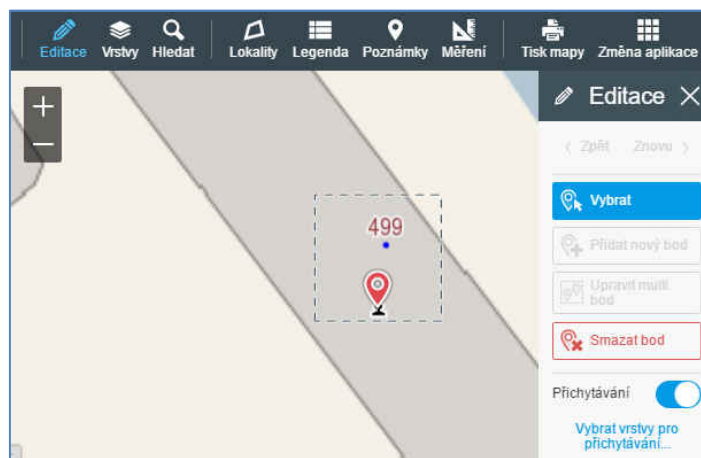 Editace Vrstvy Hledat Lokality Legenda Poznámky Měření Tisk mapy Změna aplikace
+
−
499
Editace
Zpět Znovu
Vybrat
Přidat nový bod
Upravit multi
bod
Smazat bod
Přichytávání
Vybrat vrstvy pro
přichytávání...